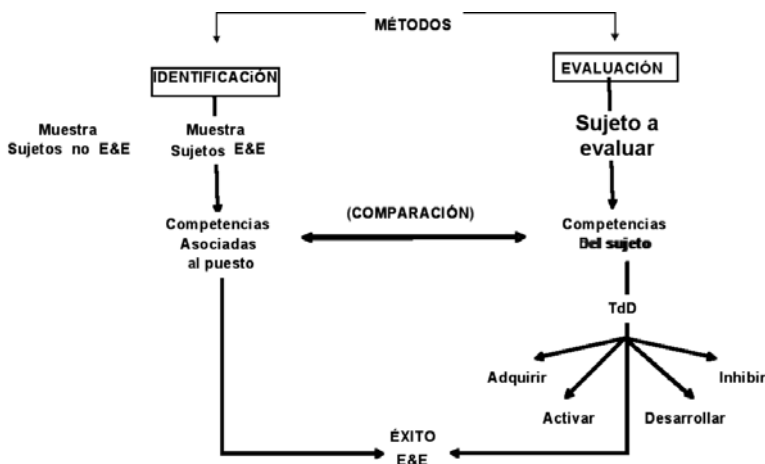 MÉTODOS
IDENTIFICACIÓN
EVALUACIÓN
Muestra
Sujetos no E&E
Muestra
Sujetos E&E
Sujeto a
evaluar
Competencias
Asociadas
al puesto
(COMPARACIÓN)
Competencias
Del sujeto
TdD
Adquirir
Inhibir
Activar
Desarrollar
ÉXITO
E&E